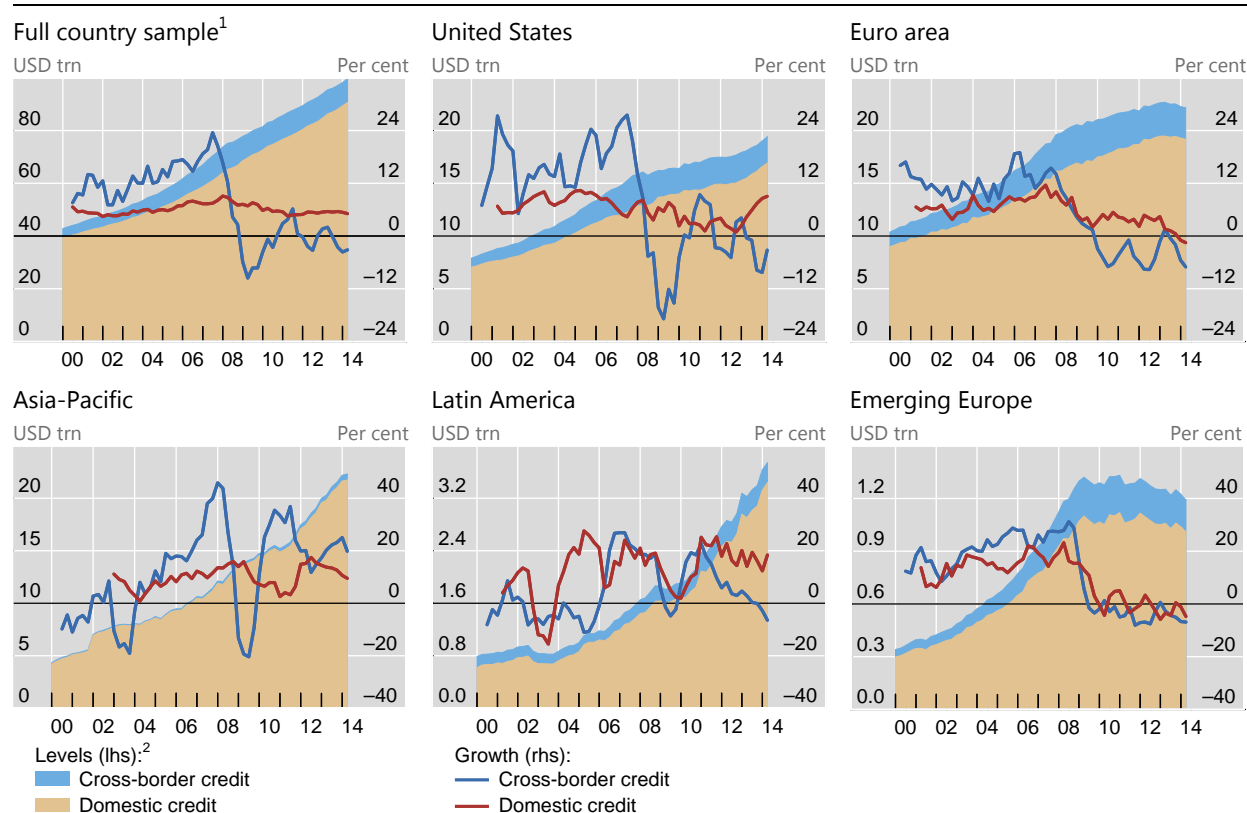 Full country sample1 United States Euro area
USD trn Per cent USD trn Per cent USD trn Per cent
80 24 20 24 20 24
60 12 15 12 15 12
40 0 10 0 10 0
20 –12 5 –12 5 –12
0 –24 0 –24 0 –24
00 02 04 06 08 10 12 14 00 02 04 06 08 10 12 14 00 02 04 06 08 10 12 14
Asia-Pacific Latin America Emerging Europe
USD trn Per cent USD trn Per cent USD trn Per cent
20 40 3.2 40 1.2 40
15 20 2.4 20 0.9 20
10 0 1.6 0 0.6 0
5 –20 0.8 –20 0.3 –20
0 –40 0.0 –40 0.0 –40
00 02 04 06 08 10 12 14 00 02 04 06 08 10 12 14 00 02 04 06 08 10 12 14
Levels (lhs):2 Growth (rhs):
Cross-border credit Cross-border credit
Domestic credit Domestic credit